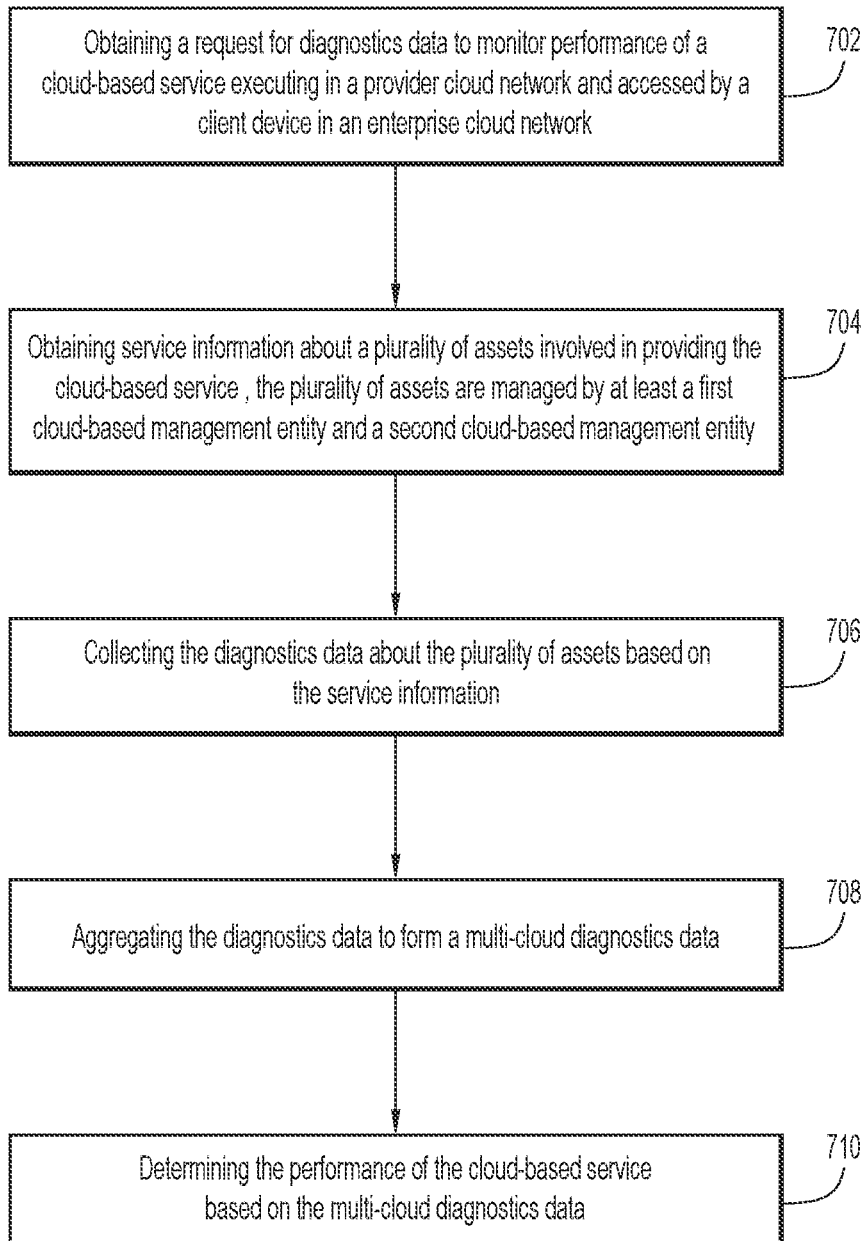 Obtaining a request for diagnostics data to monitor performance of a
cloud-based service executing in a provider cloud network and accessed by a
client device in an enterprise cloud network
702
Obtaining service information about a plurality of assets involved in providing the
cloud-based service , the plurality of assets are managed by at least a first
cloud-based management entity and a second cloud-based management entity
704
Collecting the diagnostics data about the plurality of assets based on
the service information
706
Aggregating the diagnostics data to form a multi-cloud diagnostics data
708
Determining the performance of the cloud-based service
based on the multi-cloud diagnostics data
710